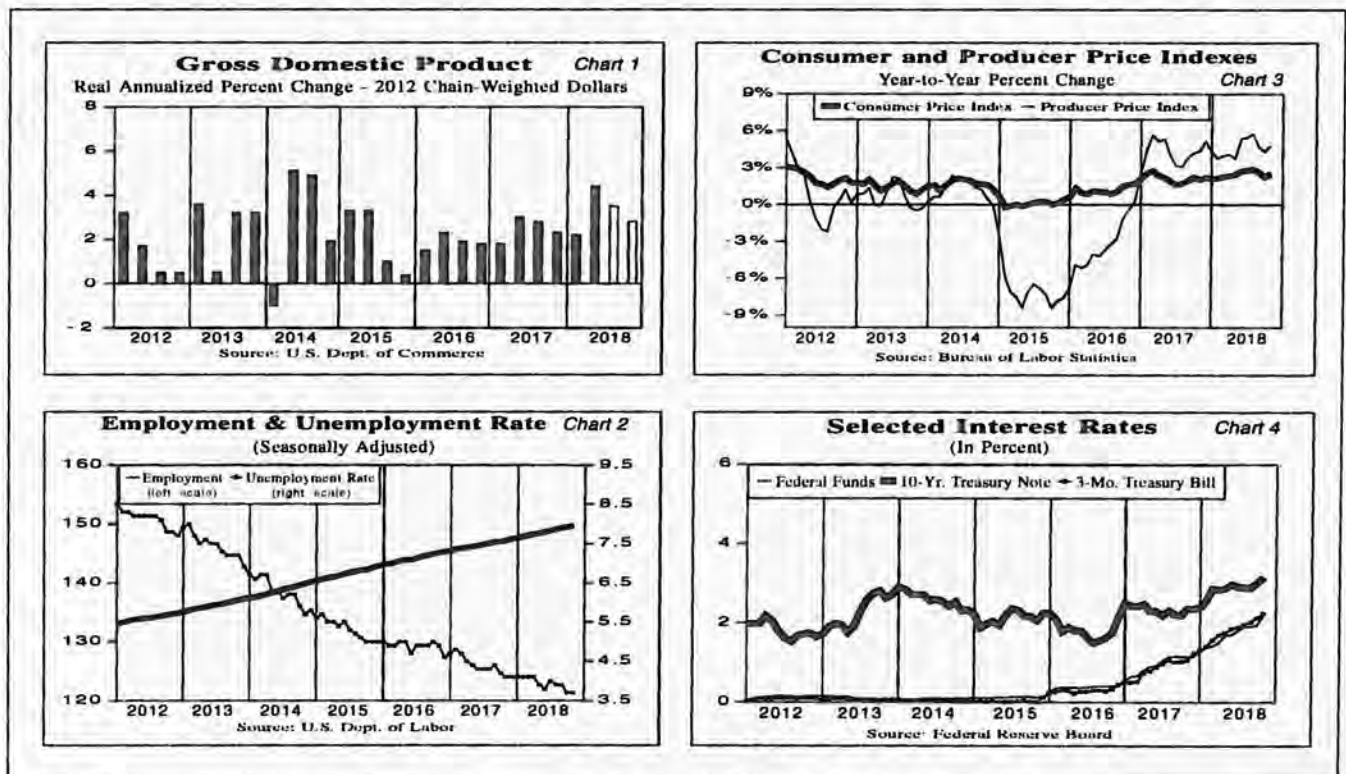 Gross Domestic Product Chart 1
Real Annualized Percent Change - 2012 Chain-Weighted Dollars
8
6
4
2
0
-2
2012 2013 2014 2015 2016 2017 2018
Source: U.S. Dept. of Commerce
Consumer and Producer Price Indexes
Year-to-Year Percent Change Chart 3
9%
Consumer Price Index Producer Price Index
6%
3%
0%
-3%
-6%
-9%
2012 2013 2014 2015 2016 2017 2018
Source: Bureau of Labor Statistics
Employment & Unemployment Rate Chart 2
(Seasonally Adjusted)
160 9.5
Employment Unemployment Rate
(left scale) (right scale)
8.5
150
7.5
140 6.5
5.5
130
4.5
120 3.5
2012 2013 2014 2015 2016 2017 2018
Source: U.S. Dept. of Labor
Selected Interest Rates Chart 4
(In Percent)
6
Federal Funds 10-Yr. Treasury Note 3-Mo. Treasury Bill
4
2
0
2012 2013 2014 2015 2016 2017 2018
Source: Federal Reserve Board